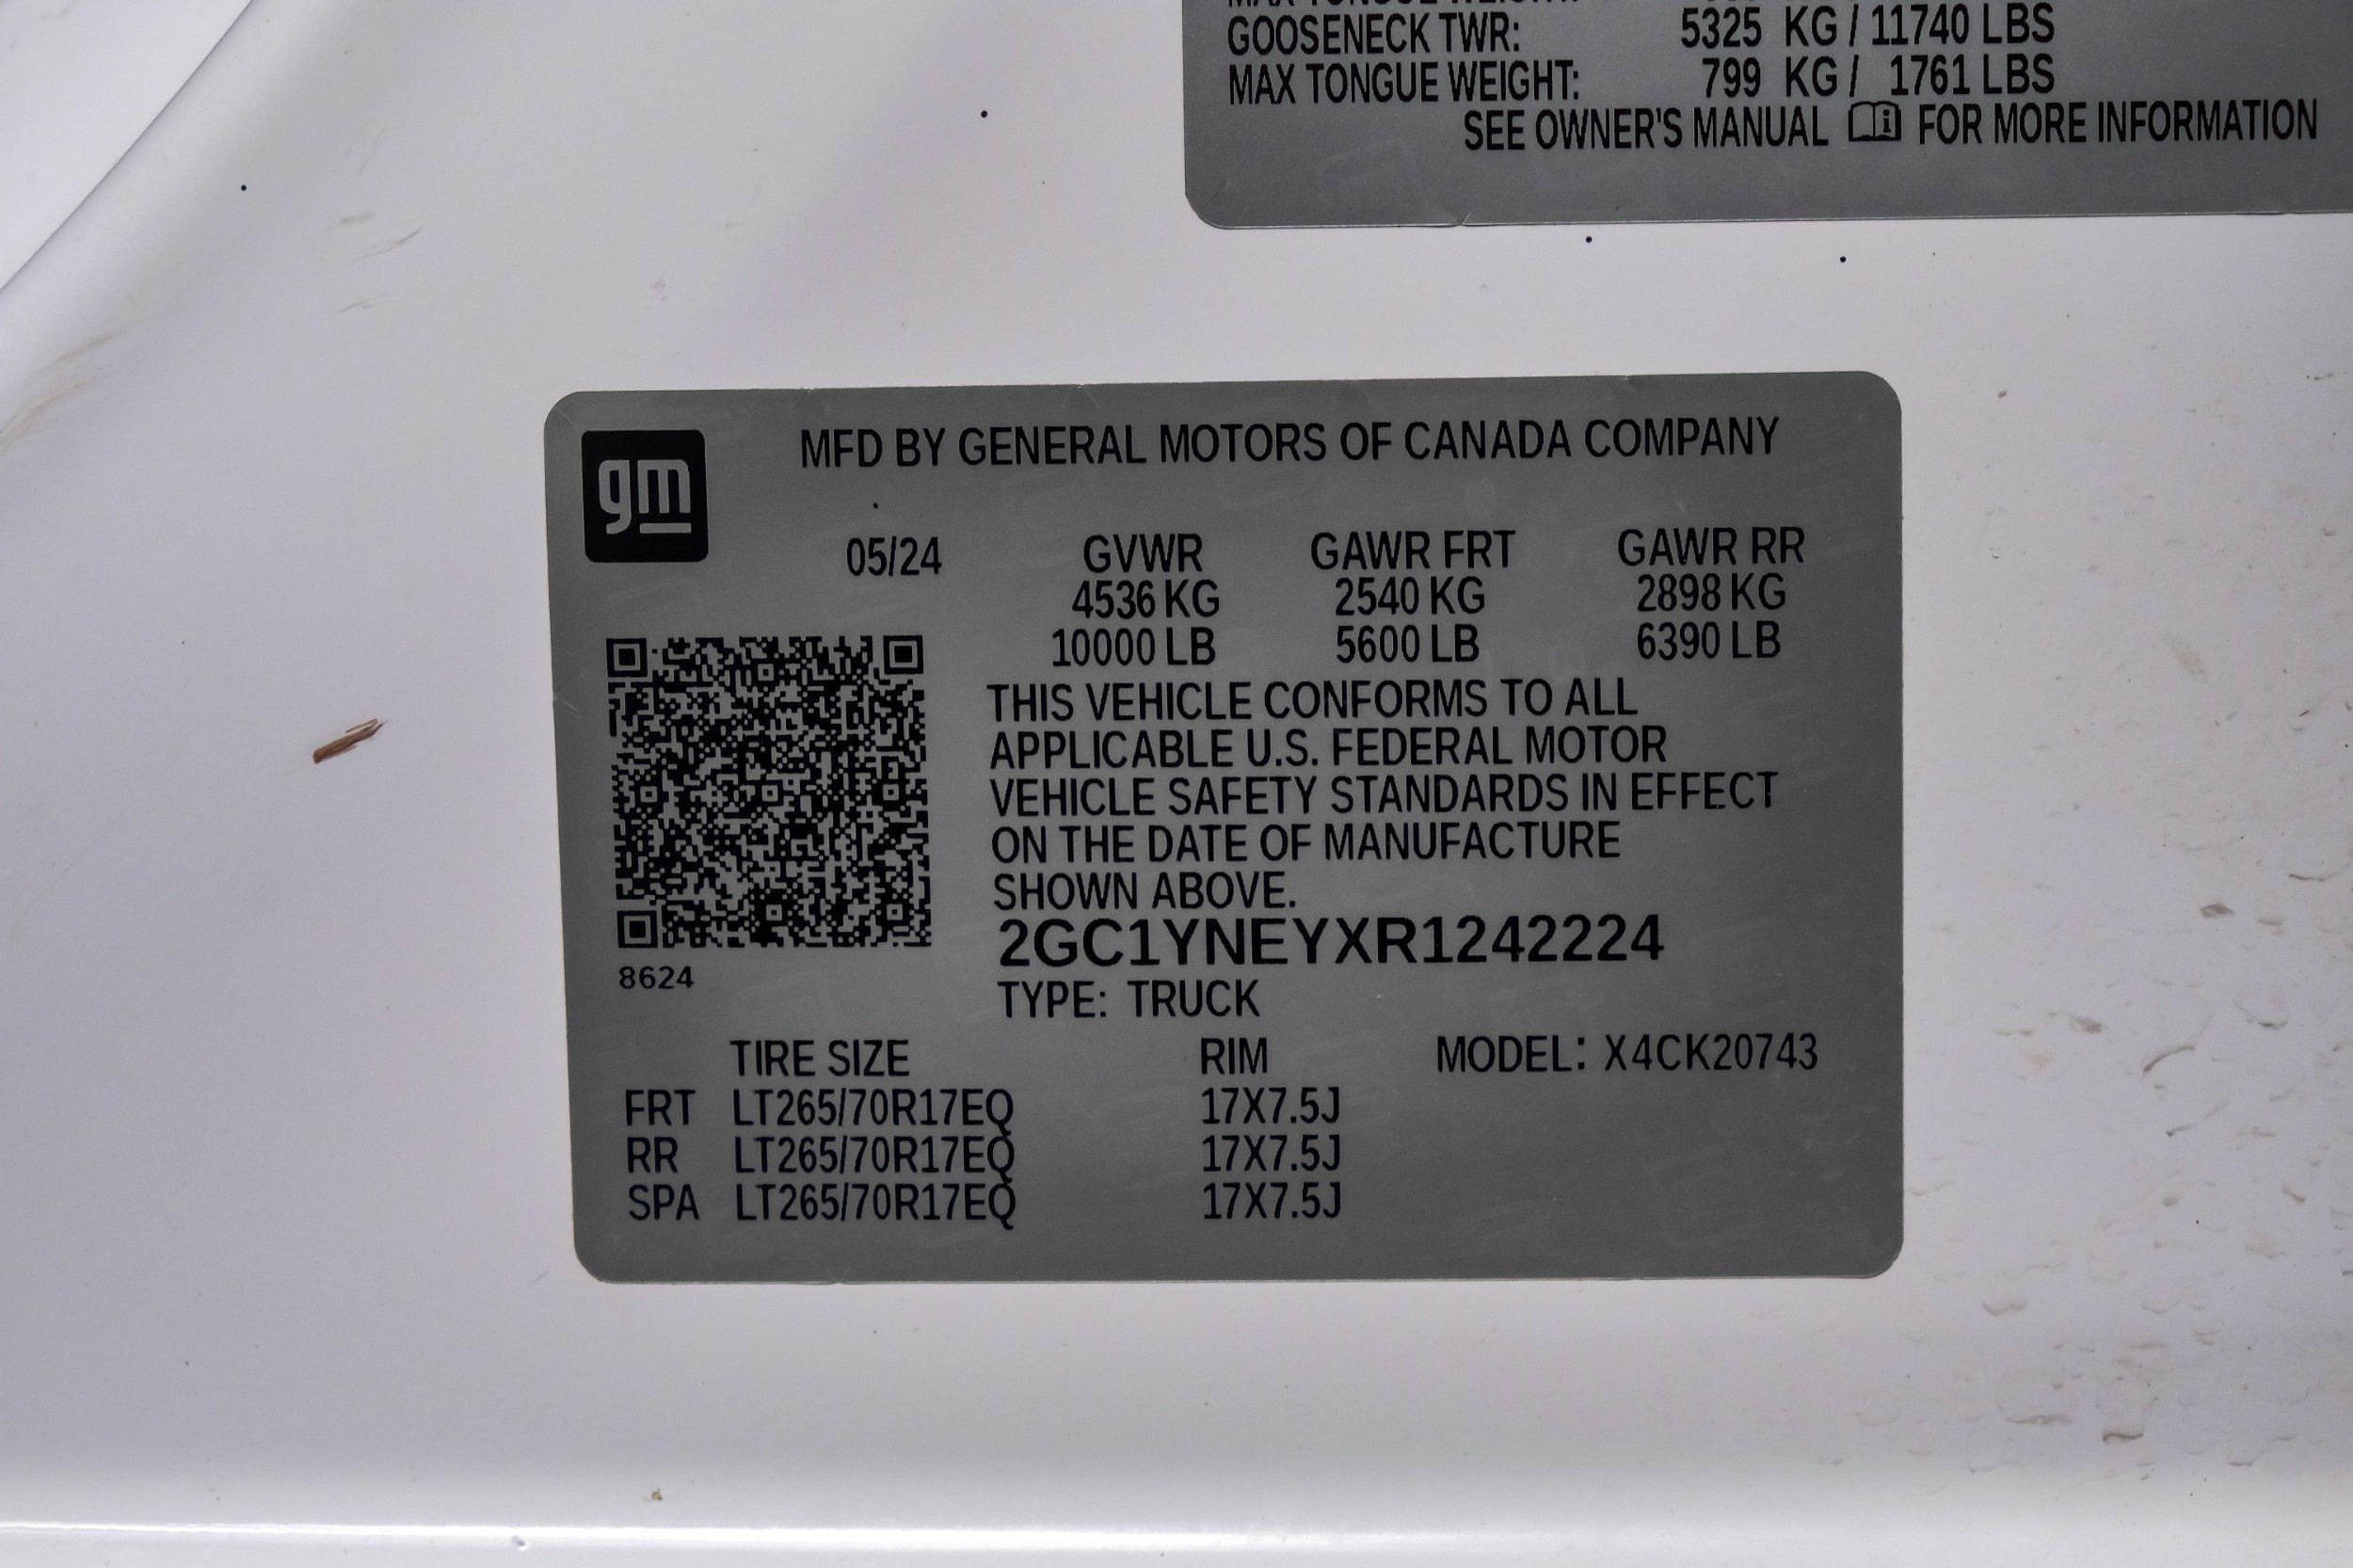 GOOSENECK TWR: 5325 KG / 11740 LBS
MAX TONGUE WEIGHT: 799 KG / 1761 LBS
SEE OWNER'S MANUAL FOR MORE INFORMATION
gm
MFD BY GENERAL MOTORS OF CANADA COMPANY
05/24 GVWR GAWR FRT GAWR RR
4536 KG 2540 KG 2898 KG
10000 LB 5600 LB 6390 LB
THIS VEHICLE CONFORMS TO ALL
APPLICABLE U.S. FEDERAL MOTOR
VEHICLE SAFETY STANDARDS IN EFFECT
ON THE DATE OF MANUFACTURE
SHOWN ABOVE.
2GC1YNEYXR1242224
8624
TYPE: TRUCK
TIRE SIZE RIM MODEL: X4CK20743
FRT LT265/70R17EQ 17X7.5J
RR LT265/70R17EQ 17X7.5J
SPA LT265/70R17EQ 17X7.5J